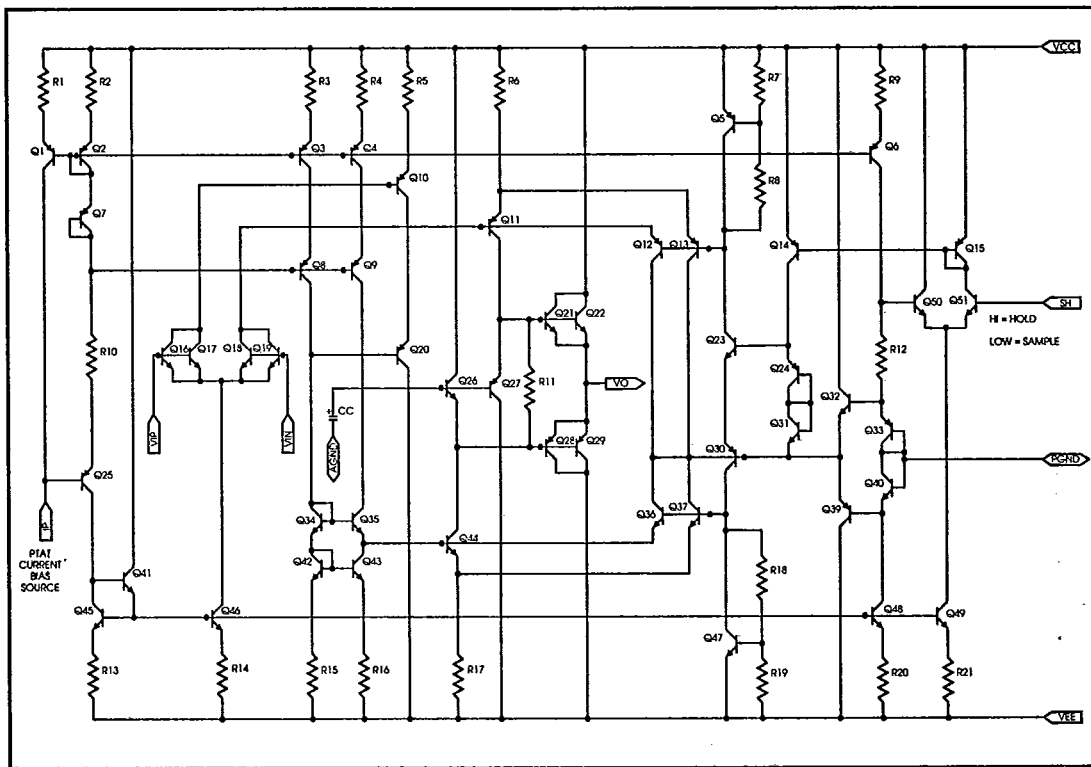 VCC
R1
R2
R3
R4
R5
R6
R7
R9
Q5
Q1
Q2
Q3
C4
Q6
R8
Q10
Q7
Q11
Q12
Q13
Q14
Q15
Q8
Q9
Q50
Q51
SH
HI = HOLD
LOW = SAMPLE
Q21
Q22
Q16
Q17
Q18
Q19
Q20
Q23
R10
R12
Q24
Q26
Q27
R11
VO
Q32
CC
Q31
Q33
VIP
VIN
AGND
Q28
Q29
Q30
PGND
Q25
Q40
Q34
Q35
Q36
Q37
Q39
IP
PTAT
CURRENT
BIAS
SOURCE
Q44
Q41
Q42
Q43
R18
Q45
Q46
Q48
Q49
Q47
R13
R14
R15
R16
R17
R19
R20
R21
VEE